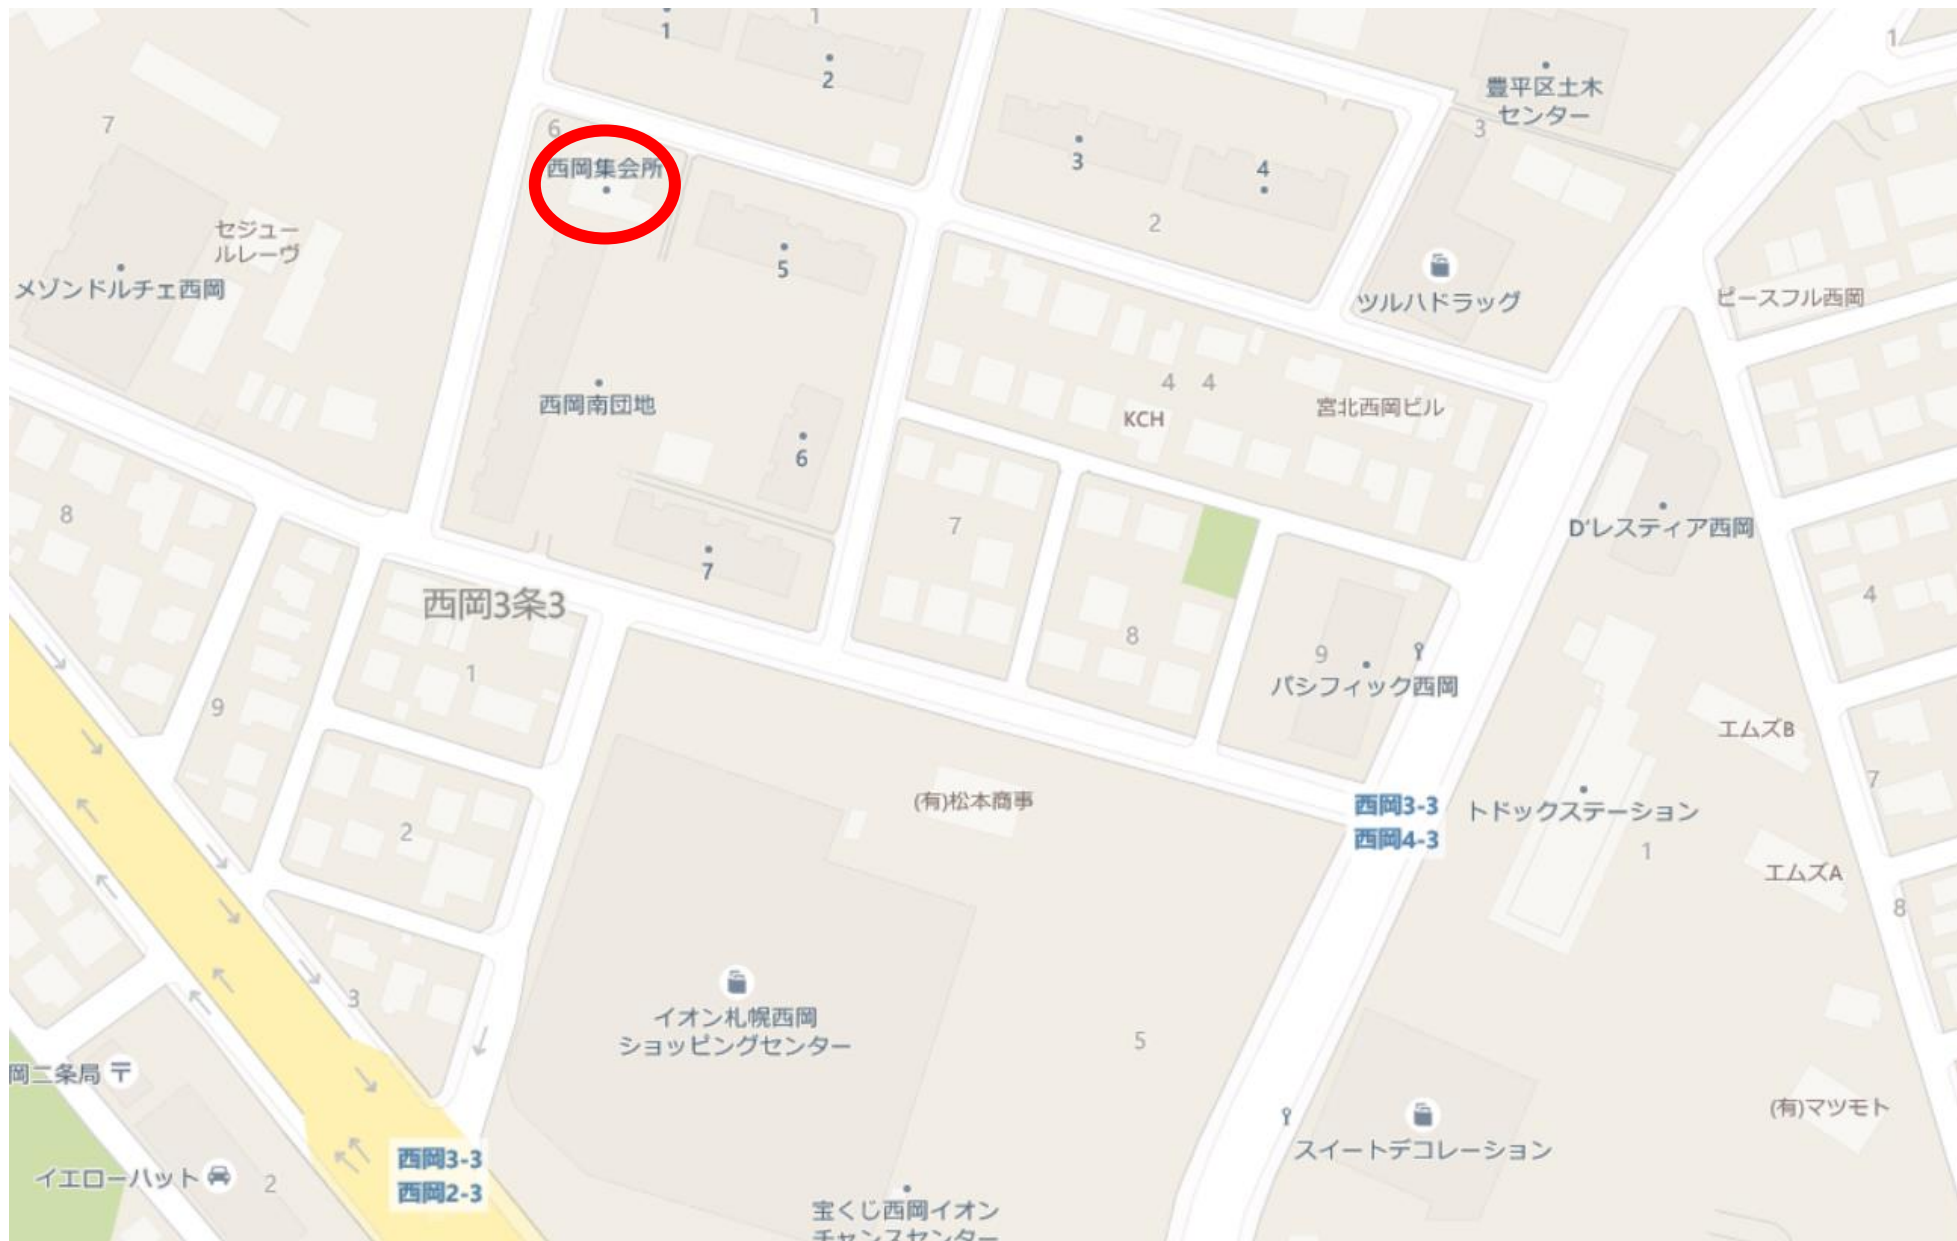 1
1
2
豊平区土木
センター
1
7
6
西岡集会所
3
4
3
2
セジュー
ルレーヴ
メゾンドルチェ西岡
5
ツルハドラッグ
ピースフル西岡
西岡南団地
4 4
KCH
宮北西岡ビル
6
8
7
D'レスティア西岡
7
西岡3条3
4
8
9
パシフィック西岡
1
9
エムズB
7
(有)松本商事
西岡3-3
西岡4-3
トドックステーション
2
1
エムズA
8
3
イオン札幌西岡
ショッピングセンター
5
岡二条局
(有)マツモト
スイートデコレーション
イエローハット
2
西岡3-3
西岡2-3
宝くじ西岡イオン
チャンスセンター